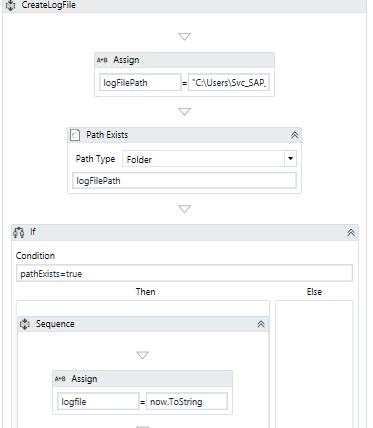 CreateLogFile
A+B Assign
logFilePath = "C:\Users\Svc_SAP_
Path Exists
Path Type Folder
logFilePath
If
Condition
pathExists=true
Then Else
Sequence
A+B Assign
logfile = now.ToString